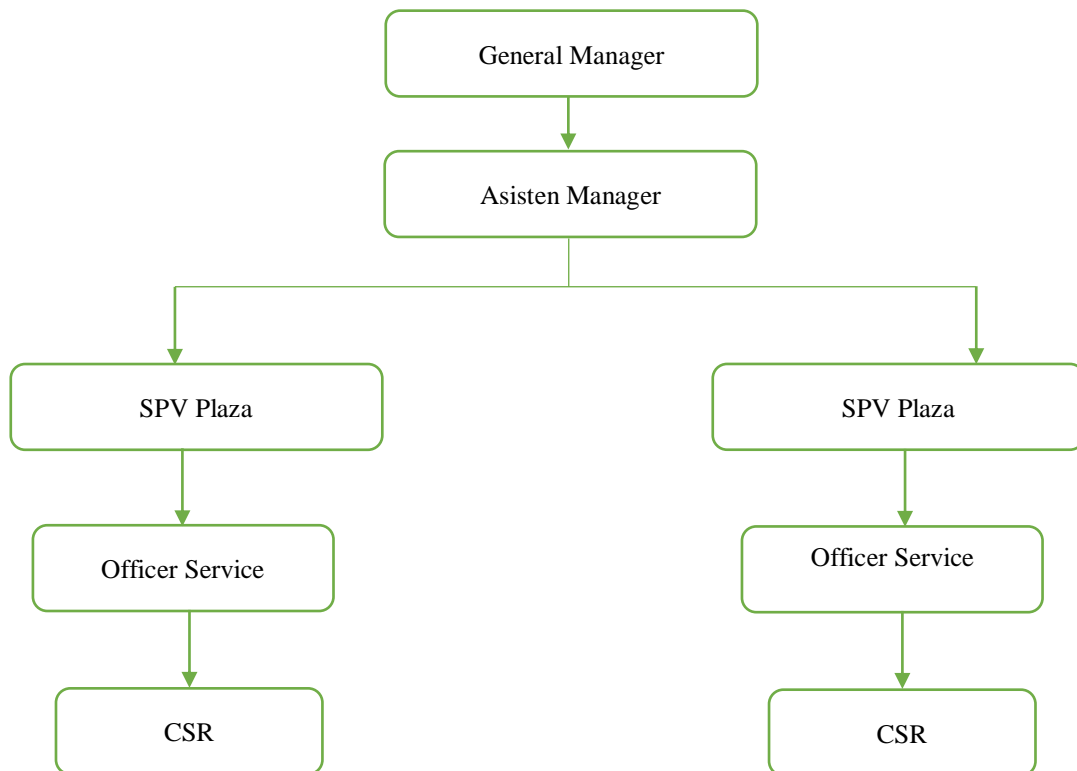 General Manager
Asisten Manager
SPV Plaza
SPV Plaza
Officer Service
Officer Service
CSR
CSR